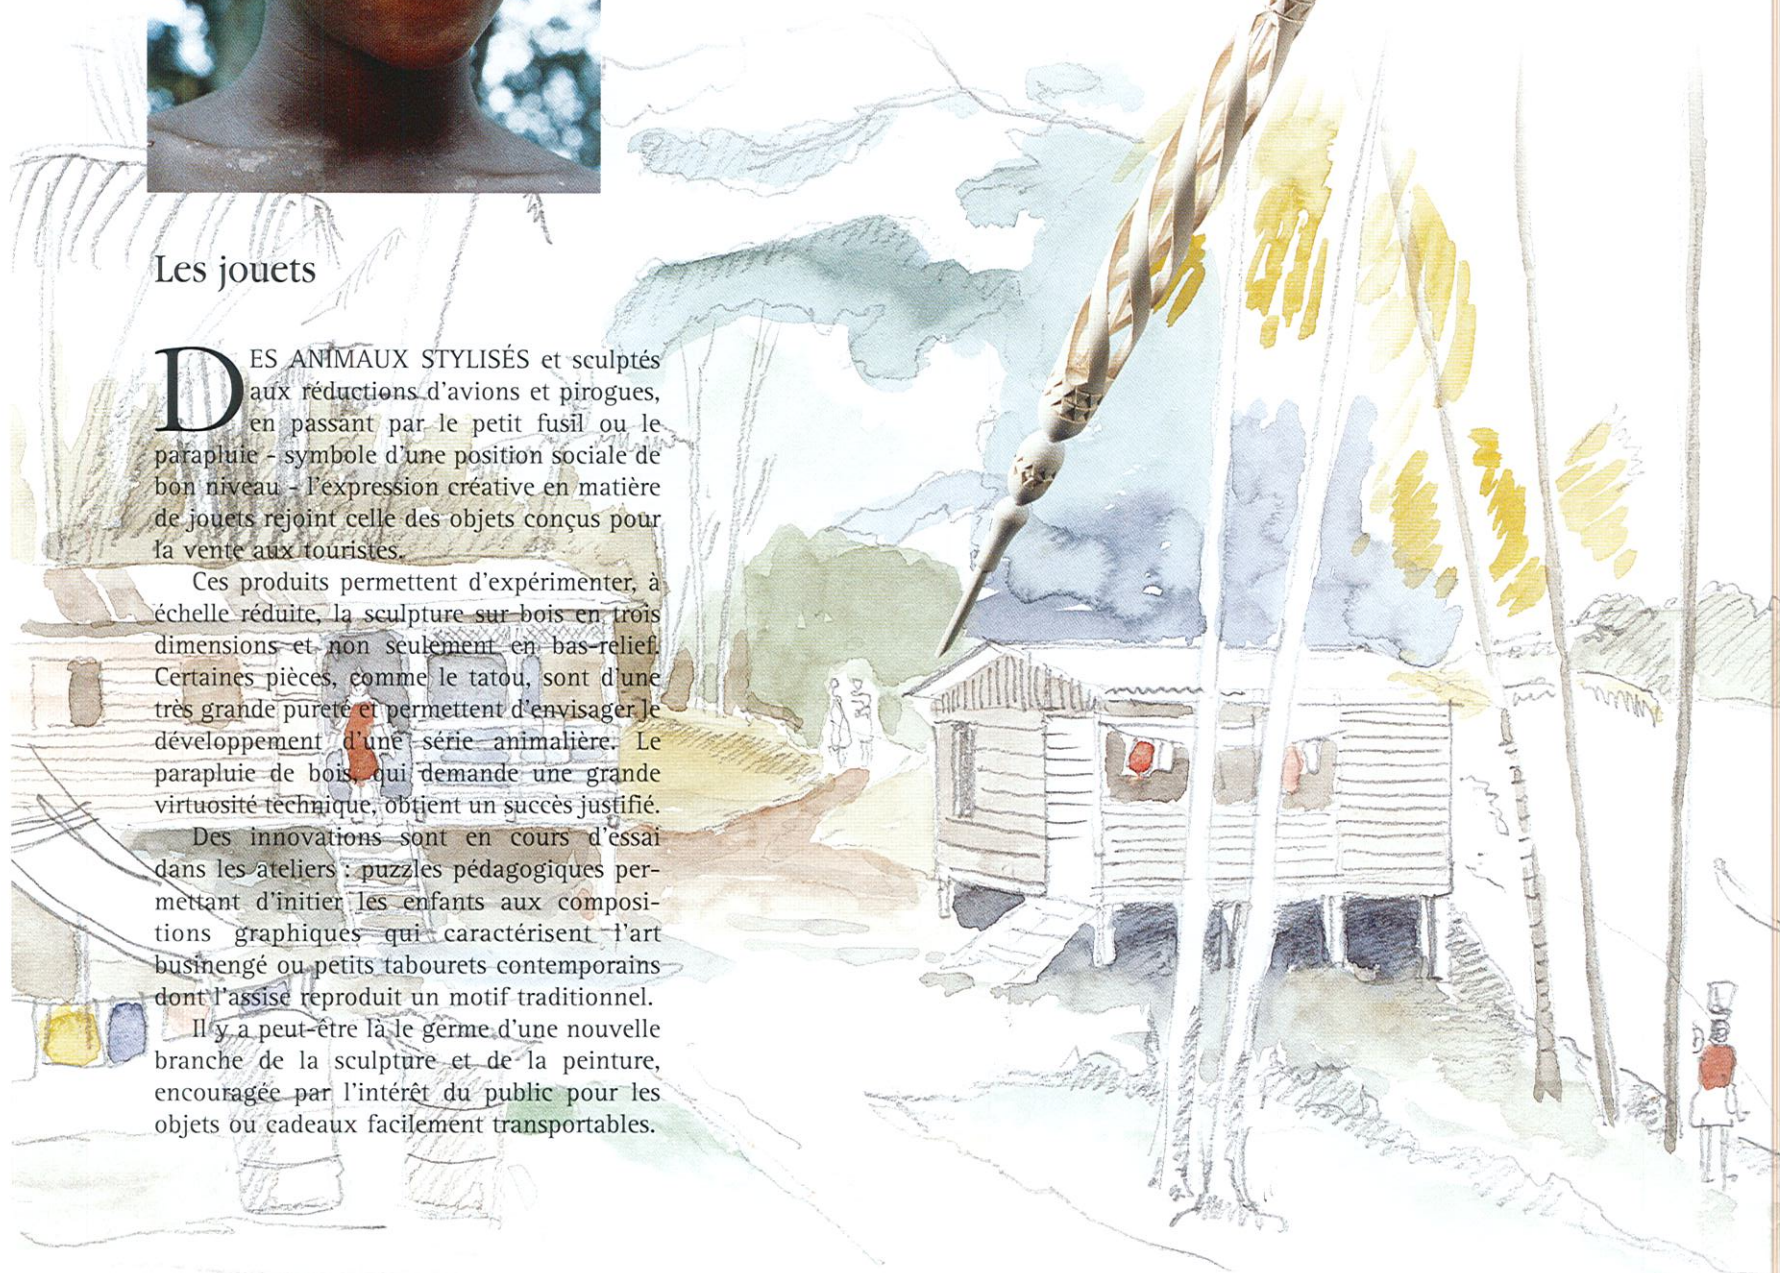 Les jouets
DES ANIMAUX STYLISÉS et sculptés
aux réductions d'avions et pirogues,
en passant par le petit fusil ou le
parapluie - symbole d'une position sociale de
bon niveau - l'expression créative en matière
de jouets rejoint celle des objets conçus pour
la vente aux touristes.
Ces produits permettent d'expérimenter, à
échelle réduite, la sculpture sur bois en trois
dimensions et non seulement en bas-relief.
Certaines pièces, comme le tatou, sont d'une
très grande pureté et permettent d'envisager le
développement d'une série animalière. Le
parapluie de bois, qui demande une grande
virtuosité technique, obtient un succès justifié.
Des innovations sont en cours d'essai
dans les ateliers : puzzles pédagogiques per-
mettant d'initier les enfants aux composi-
tions graphiques qui caractérisent l'art
businengé ou petits tabourets contemporains
dont l'assise reproduit un motif traditionnel.
Il y a peut-être là le germe d'une nouvelle
branche de la sculpture et de la peinture,
encouragée par l'intérêt du public pour les
objets ou cadeaux facilement transportables.